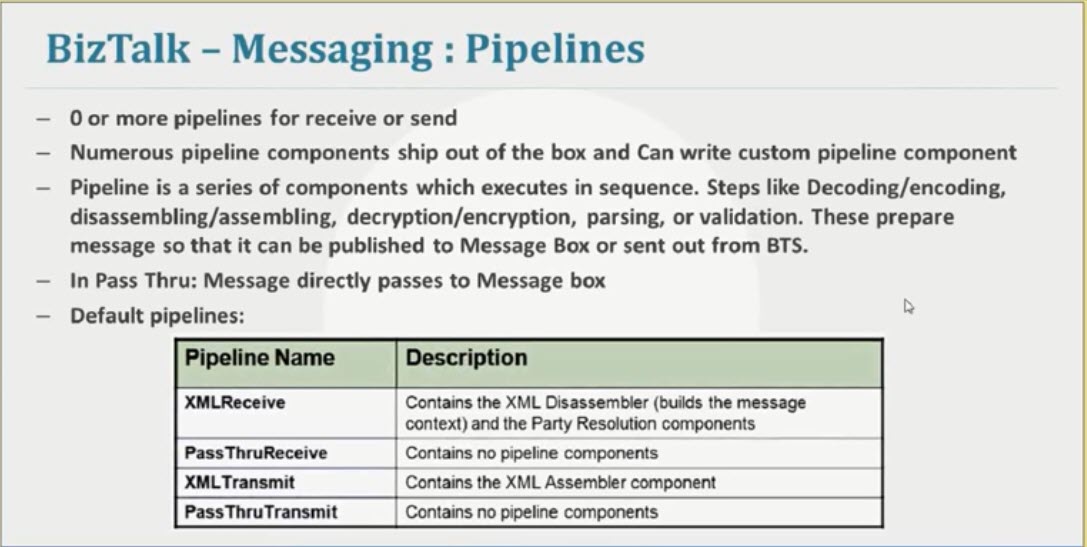 BizTalk – Messaging : Pipelines
– 0 or more pipelines for receive or send
– Numerous pipeline components ship out of the box and Can write custom pipeline component
– Pipeline is a series of components which executes in sequence. Steps like Decoding/encoding,
disassembling/assembling, decryption/encryption, parsing, or validation. These prepare
message so that it can be published to Message Box or sent out from BTS.
– In Pass Thru: Message directly passes to Message box
– Default pipelines:
Pipeline Name Description
XMLReceive Contains the XML Disassembler (builds the message
context) and the Party Resolution components
PassThruReceive Contains no pipeline components
XMLTransmit Contains the XML Assembler component
PassThruTransmit Contains no pipeline components